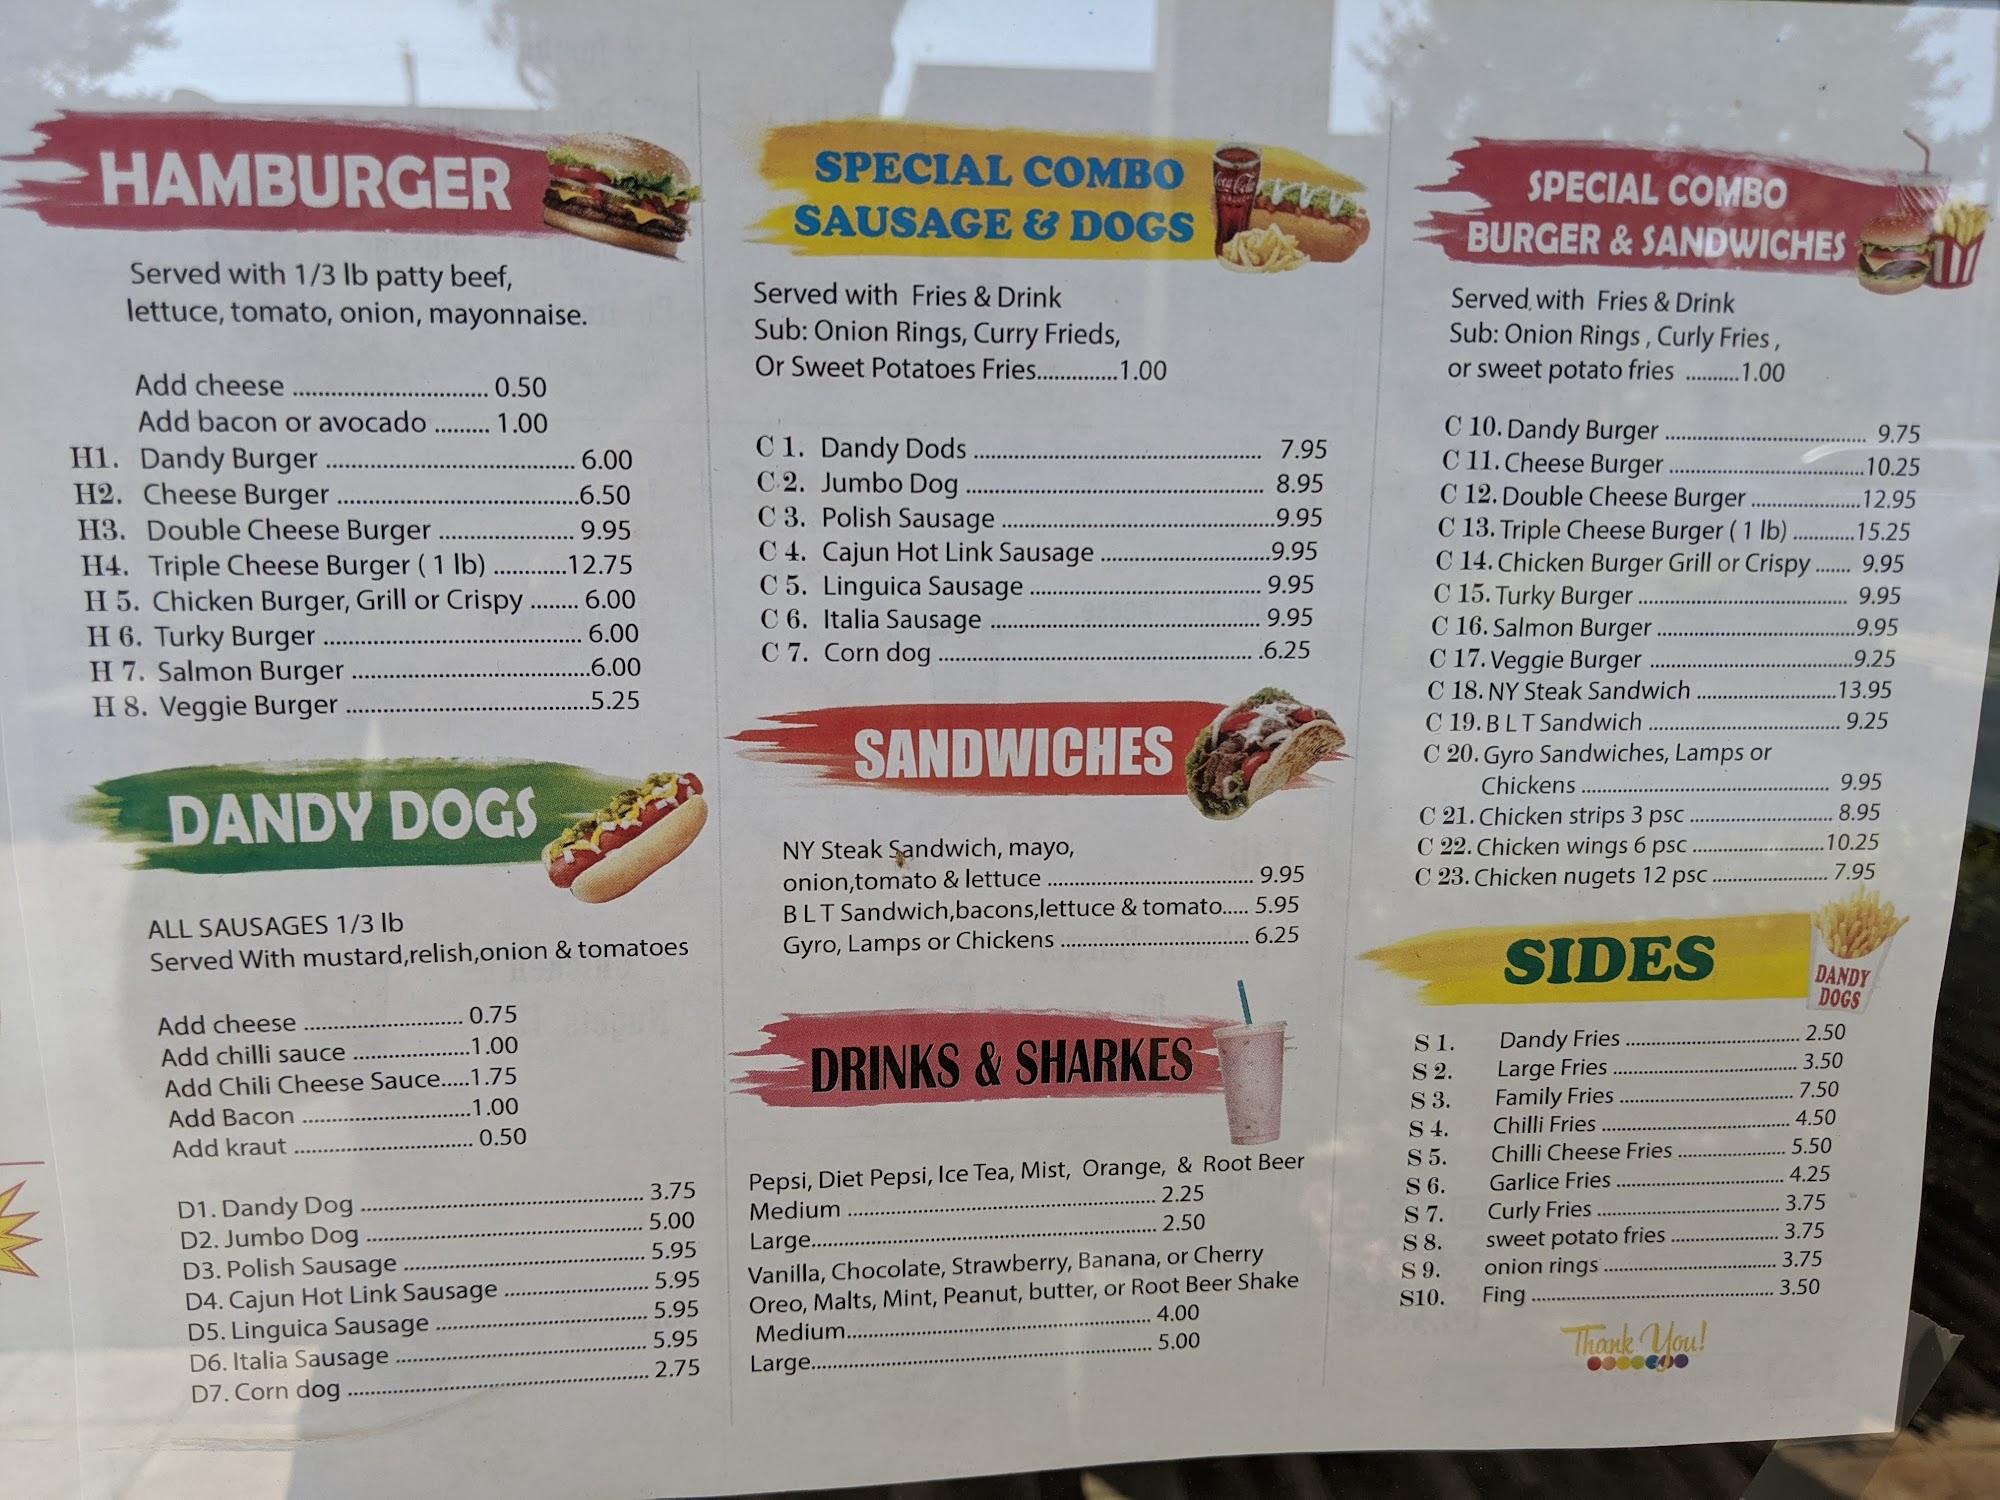 HAMBURGER
Served with 1/3 lb patty beef,
lettuce, tomato, onion, mayonnaise.
Add cheese ............................... 0.50
Add bacon or avocado ......... 1.00
H1. Dandy Burger ........................................ 6.00
H2. Cheese Burger ......................................6.50
H3. Double Cheese Burger ...................... 9.95
H4. Triple Cheese Burger ( 1 lb) ............12.75
H 5. Chicken Burger, Grill or Crispy ........ 6.00
H 6. Turky Burger ......................................... 6.00
H 7. Salmon Burger ......................................6.00
H 8. Veggie Burger .......................................5.25
DANDY DOGS
ALL SAUSAGES 1/3 lb
Served With mustard,relish,onion & tomatoes
Add cheese .......................... 0.75
Add chilli sauce ...................1.00
Add Chili Cheese Sauce.....1.75
Add Bacon ............................1.00
Add kraut ............................. 0.50
D1. Dandy Dog ............................................... 3.75
D2. Jumbo Dog .............................................. 5.00
D3. Polish Sausage ........................................ 5.95
D4. Cajun Hot Link Sausage ........................ 5.95
D5. Linguica Sausage ................................... 5.95
D6. Italia Sausage .......................................... 5.95
D7. Corn dog .................................................. 2.75
SPECIAL COMBO
SAUSAGE & DOGS
Coca-Cola
Served with Fries & Drink
Sub: Onion Rings, Curry Frieds,
Or Sweet Potatoes Fries..............1.00
C 1. Dandy Dods ............................................... 7.95
C 2. Jumbo Dog ................................................. 8.95
C 3. Polish Sausage .............................................9.95
C 4. Cajun Hot Link Sausage ............................9.95
C 5. Linguica Sausage ...................................... 9.95
C 6. Italia Sausage ............................................. 9.95
C 7. Corn dog ..................................................... .6.25
SANDWICHES
NY Steak Sandwich, mayo,
onion,tomato & lettuce .................................... 9.95
B L T Sandwich,bacons,lettuce & tomato..... 5.95
Gyro, Lamps or Chickens ................................. 6.25
DRINKS & SHARKES
Pepsi, Diet Pepsi, Ice Tea, Mist, Orange, & Root Beer
Medium ..................................................... 2.25
Large........................................................... 2.50
Vanilla, Chocolate, Strawberry, Banana, or Cherry
Oreo, Malts, Mint, Peanut, butter, or Root Beer Shake
Medium..................................................... 4.00
Large........................................................... 5.00
SPECIAL COMBO
BURGER & SANDWICHES
Served, with Fries & Drink
Sub: Onion Rings , Curly Fries ,
or sweet potato fries ..........1.00
C 10. Dandy Burger ........................................ 9.75
C 11. Cheese Burger .......................................10.25
C 12. Double Cheese Burger ......................12.95
C 13. Triple Cheese Burger ( 1 lb) ............15.25
C 14. Chicken Burger Grill or Crispy ....... 9.95
C 15. Turky Burger ......................................... 9.95
C 16. Salmon Burger .......................................9.95
C 17. Veggie Burger ........................................9.25
C 18. NY Steak Sandwich ............................13.95
C 19. B L T Sandwich ...................................... 9.25
C 20. Gyro Sandwiches, Lamps or
Chickens .................................................. 9.95
C 21. Chicken strips 3 psc ............................. 8.95
C 22. Chicken wings 6 psc ...........................10.25
C 23. Chicken nugets 12 psc ........................ 7.95
SIDES
DANDY
DOGS
S 1. Dandy Fries ................................... 2.50
S 2. Large Fries ..................................... 3.50
S 3. Family Fries ................................... 7.50
S 4. Chilli Fries ...................................... 4.50
S 5. Chilli Cheese Fries ...................... 5.50
S 6. Garlice Fries .................................. 4.25
S 7. Curly Fries ..................................... 3.75
S 8. sweet potato fries ...................... 3.75
S 9. onion rings ................................... 3.75
S10. Fing ................................................. 3.50
Thank You!